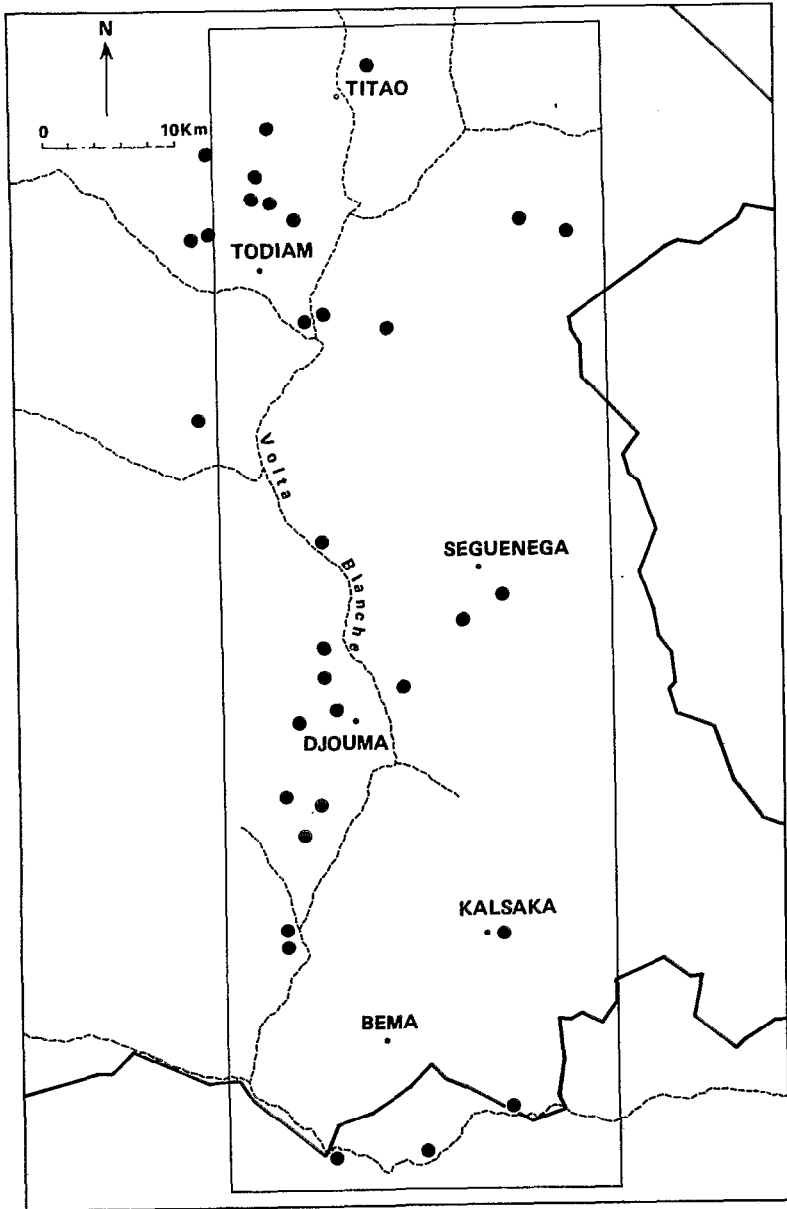 N
TITAO
0 10Km
TODIAM
Volta
Blanche
SEGUENEGA
DJOUMA
KALSAKA
BEMA